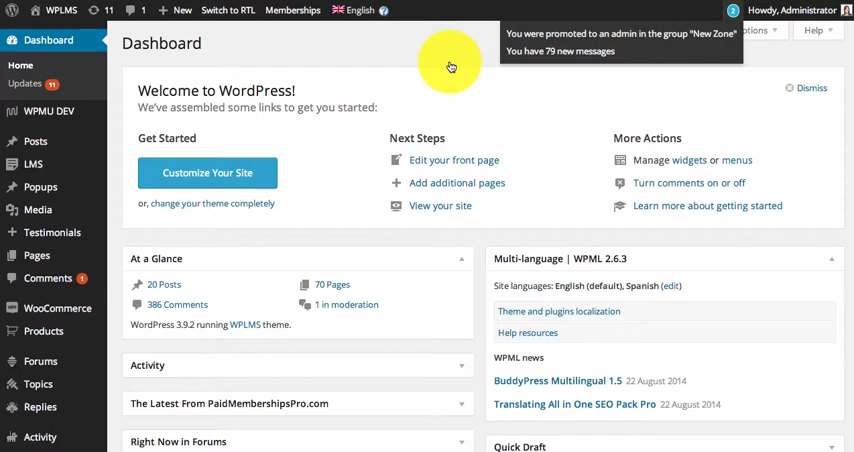 WPLMS 11 1 + New Switch to RTL Memberships English 2 Howdy, Administrator
You were promoted to an admin in the group "New Zone"
You have 79 new messages
Help
Dashboard
Home
Updates 11
WPMU DEV
Posts
LMS
Popups
Media
Testimonials
Pages
Comments 1
WooCommerce
Products
Forums
Topics
Replies
Activity
Dashboard
Welcome to WordPress!
We've assembled some links to get you started:
Dismiss
Get Started
Customize Your Site
or, change your theme completely
Next Steps
Edit your front page
Add additional pages
View your site
More Actions
Manage widgets or menus
Turn comments on or off
Learn more about getting started
At a Glance
20 Posts
70 Pages
386 Comments
1 in moderation
WordPress 3.9.2 running WPLMS theme.
Activity
The Latest From PaidMembershipsPro.com
Right Now in Forums
Multi-language | WPML 2.6.3
Site languages: English (default), Spanish (edit)
Theme and plugins localization
Help resources
WPML news
BuddyPress Multilingual 1.5 22 August 2014
Translating All in One SEO Pack Pro 22 August 2014
Quick Draft